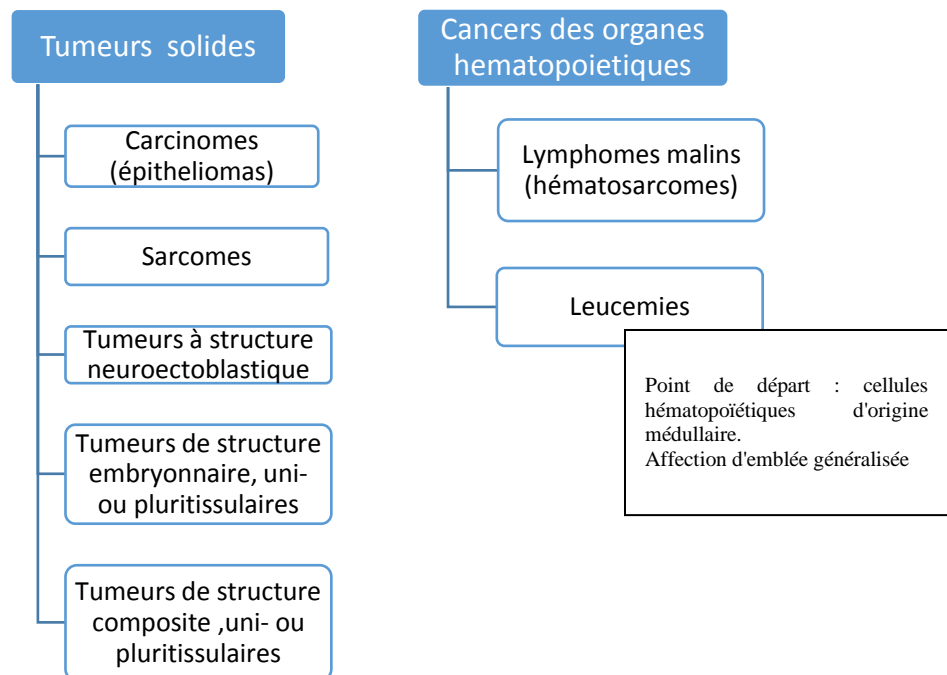 Tumeurs solides
Carcinomes
(épitheliomas)
Sarcomes
Tumeurs à structure
neuroectoblastique
Tumeurs de structure
embryonnaire, uni-
ou pluritissulaires
Tumeurs de structure
composite ,uni- ou
pluritissulaires
Cancers des organes
hematopoietiques
Lymphomes malins
(hématosarcomes)
Leucemies
Point de départ : cellules
hématopoïétiques d'origine
médullaire.
Affection d'emblée généralisée